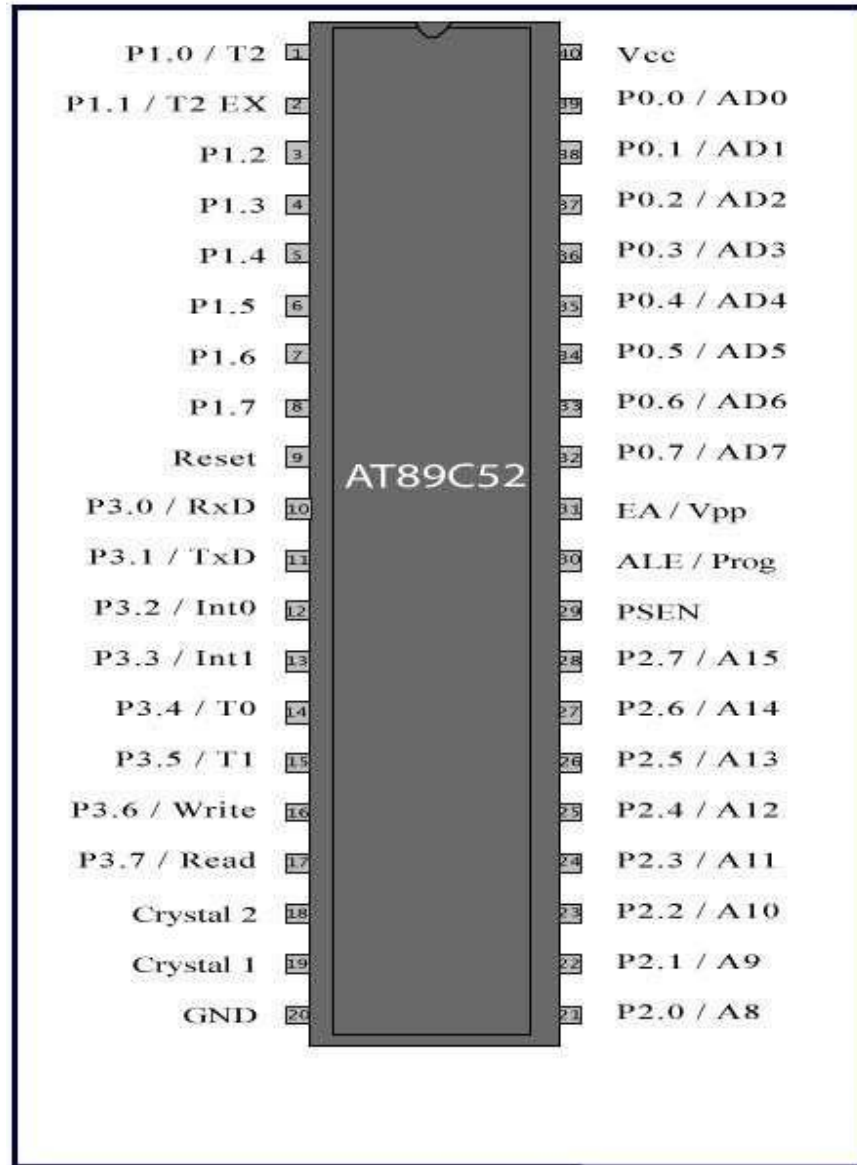 P1.0 / T2 1 40 Vcc
P1.1 / T2 EX 2 39 P0.0 / AD0
P1.2 3 38 P0.1 / AD1
P1.3 4 37 P0.2 / AD2
P1.4 5 36 P0.3 / AD3
P1.5 6 35 P0.4 / AD4
P1.6 7 34 P0.5 / AD5
P1.7 8 33 P0.6 / AD6
Reset 9 32 P0.7 / AD7
AT89C52
P3.0 / RxD 10 31 EA / Vpp
P3.1 / TxD 11 30 ALE / Prog
P3.2 / Int0 12 29 PSEN
P3.3 / Int1 13 28 P2.7 / A15
P3.4 / T0 14 27 P2.6 / A14
P3.5 / T1 15 26 P2.5 / A13
P3.6 / Write 16 25 P2.4 / A12
P3.7 / Read 17 24 P2.3 / A11
Crystal 2 18 23 P2.2 / A10
Crystal 1 19 22 P2.1 / A9
GND 20 21 P2.0 / A8